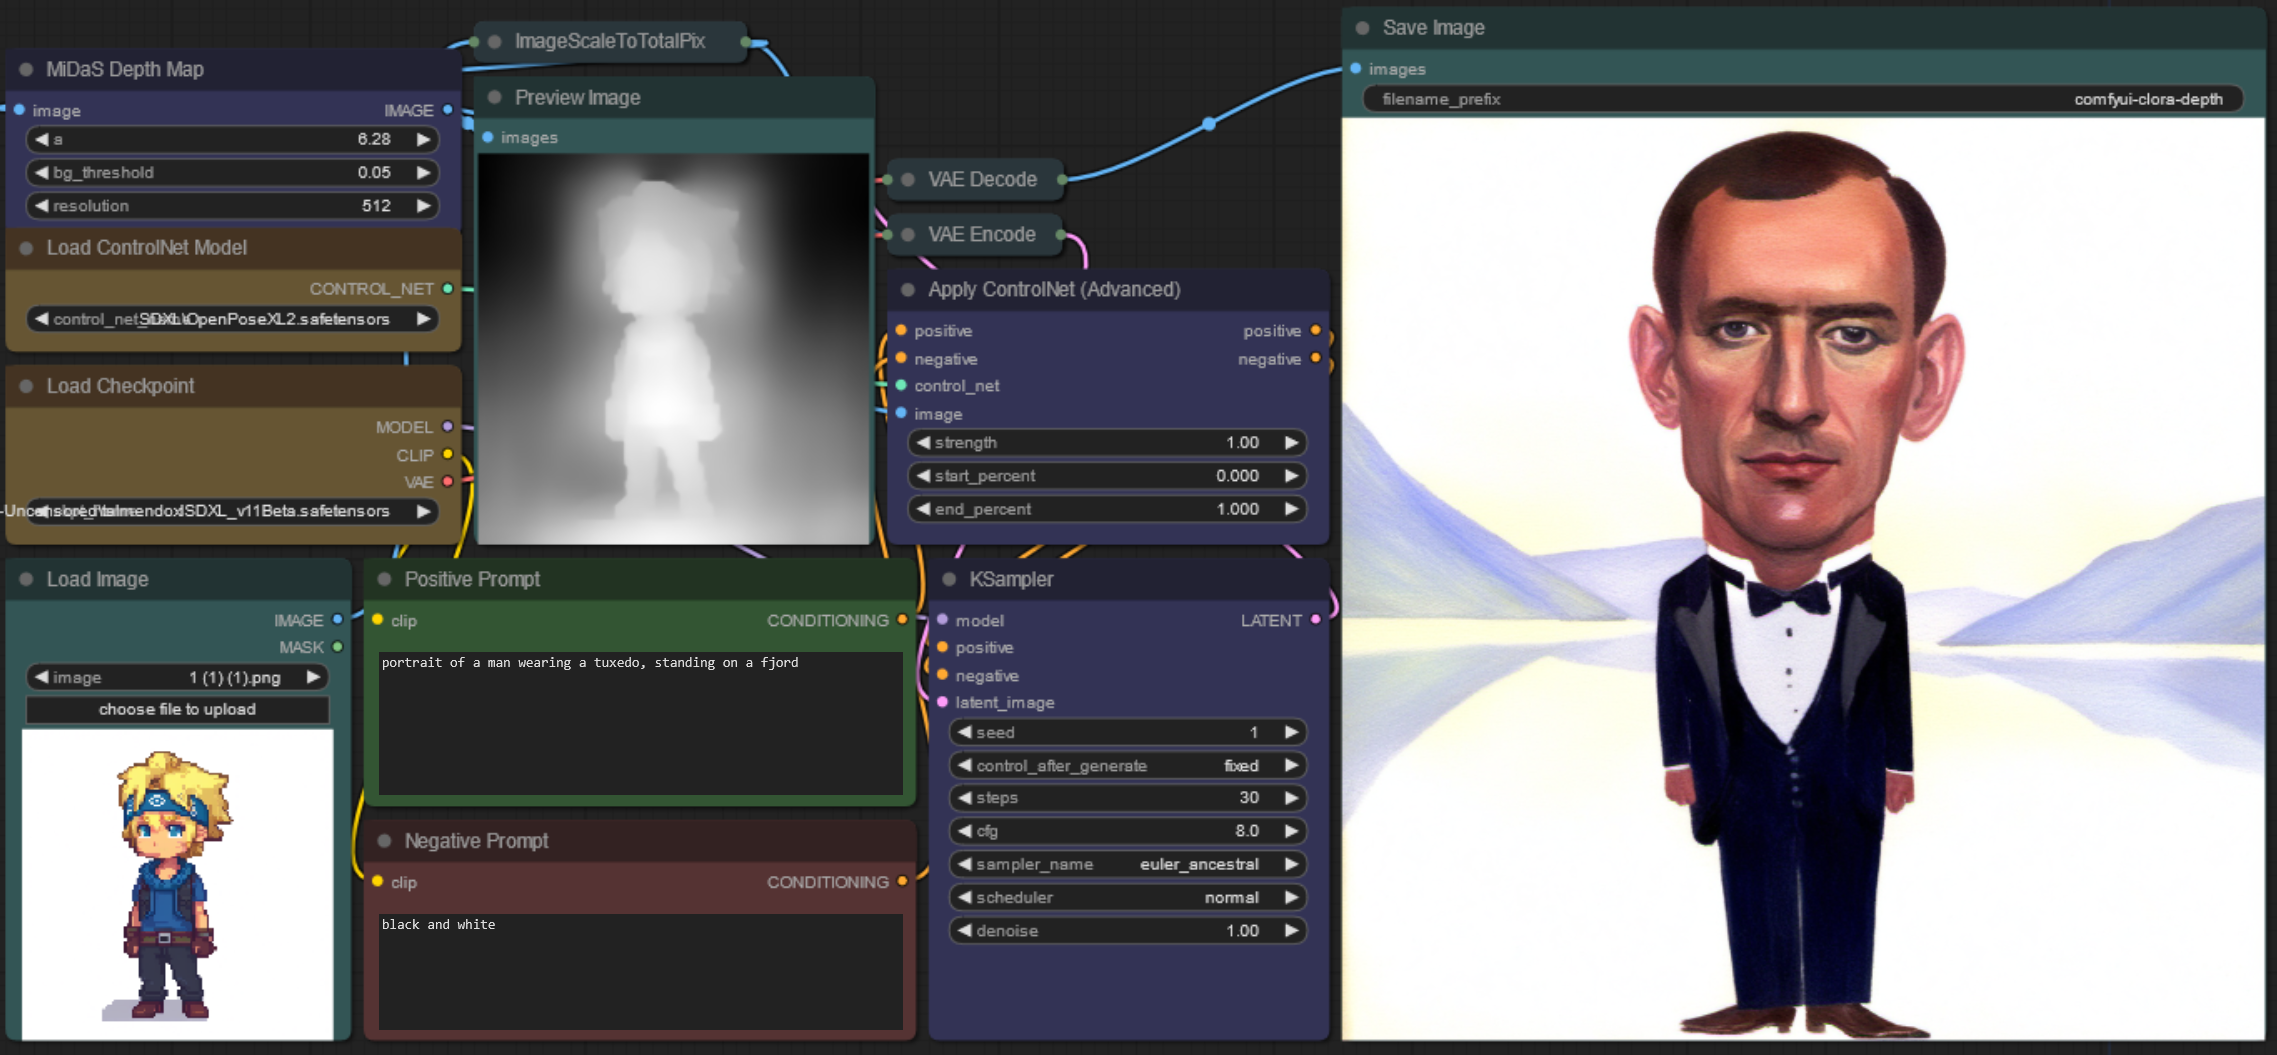 ImageScaleToTotalPix
MiDaS Depth Map
image IMAGE
a 6.28
bg_threshold 0.05
resolution 512
Load ControlNet Model
CONTROL_NET
control_net_ SDXL\OpenPoseXL2.safetensors
Load Checkpoint
MODEL
CLIP
VAE
SDXL_v11Beta.safetensors
Load Image
IMAGE
MASK
image 1 (1) (1).png
choose file to upload
Preview Image
images
Positive Prompt
clip CONDITIONING
portrait of a man wearing a tuxedo, standing on a fjord
Negative Prompt
clip CONDITIONING
black and white
VAE Decode
VAE Encode
Apply ControlNet (Advanced)
positive positive
negative negative
control_net
image
strength 1.00
start_percent 0.000
end_percent 1.000
KSampler
model LATENT
positive
negative
latent_image
seed 1
control_after_generate fixed
steps 30
cfg 8.0
sampler_name euler_ancestral
scheduler normal
denoise 1.00
Save Image
images
filename_prefix comfyui-clora-depth